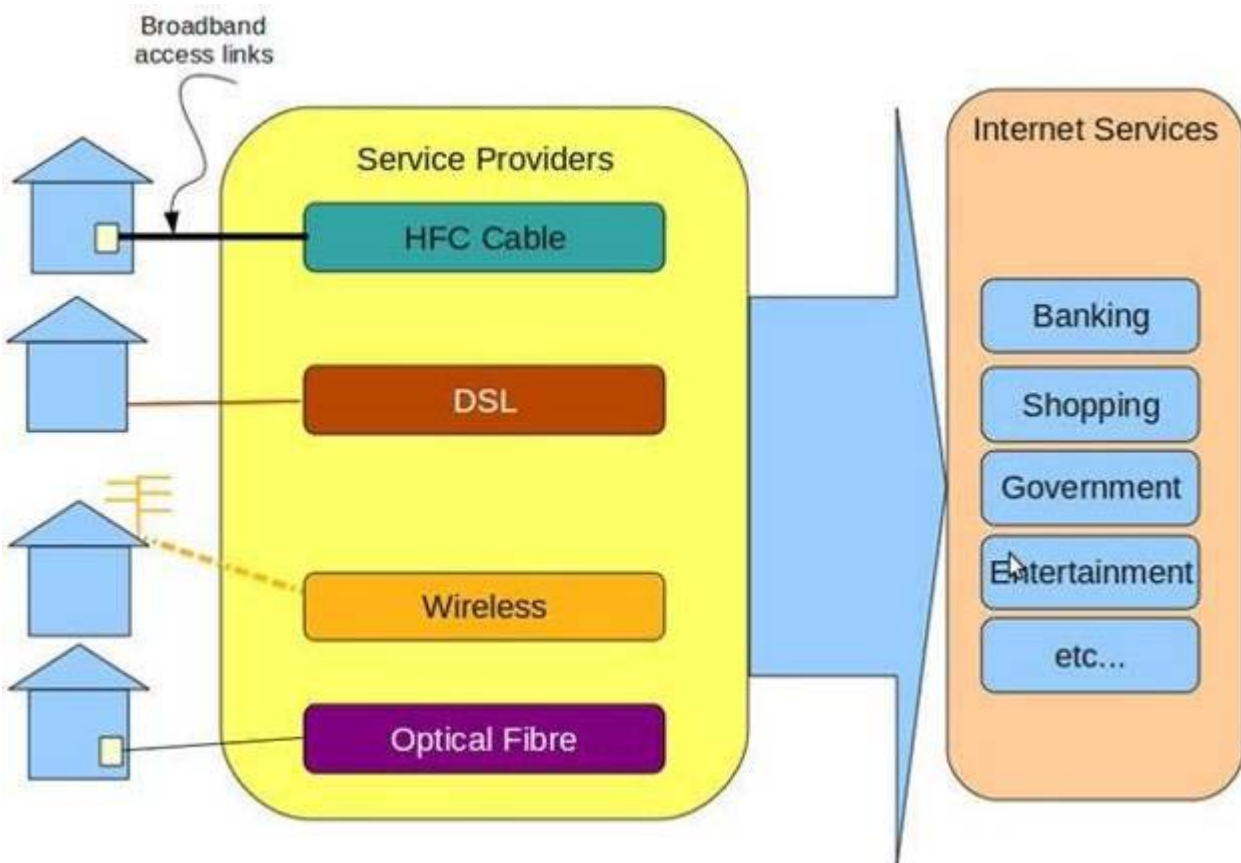 Broadband
access links
Service Providers
HFC Cable
DSL
Wireless
Optical Fibre
Internet Services
Banking
Shopping
Government
Entertainment
etc...